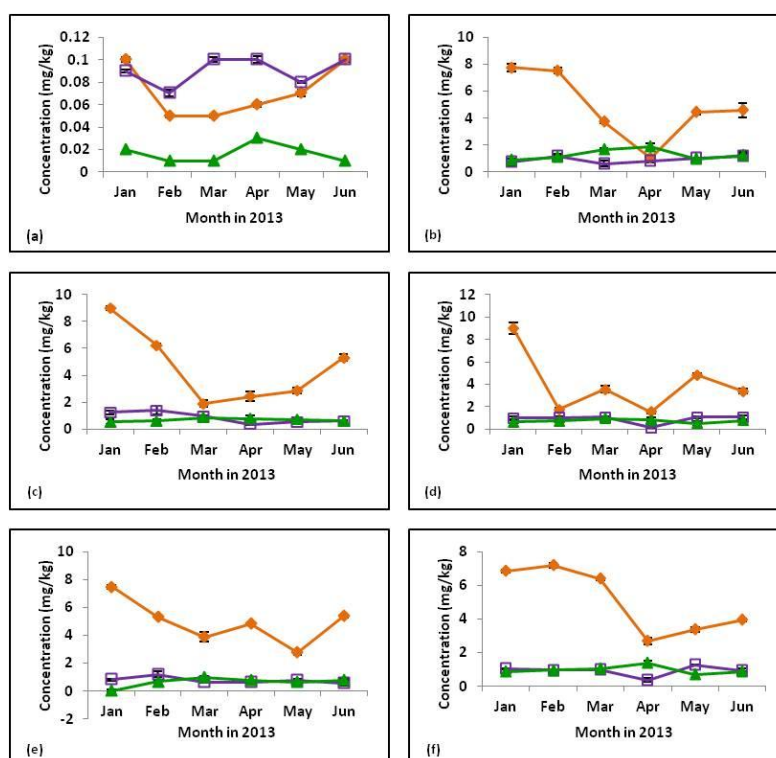 Concentration (mg/kg)
0.12
0.1
0.08
0.06
0.04
0.02
0
Jan Feb Mar Apr May Jun
Month in 2013
(a)
Concentration (mg/kg)
10
8
6
4
2
0
Jan Feb Mar Apr May Jun
Month in 2013
(b)
Concentration (mg/kg)
10
8
6
4
2
0
Jan Feb Mar Apr May Jun
Month in 2013
(c)
Concentration (mg/kg)
12
10
8
6
4
2
0
Jan Feb Mar Apr May Jun
Month in 2013
(d)
Concentration (mg/kg)
10
8
6
4
2
0
-2
Jan Feb Mar Apr May Jun
Month in 2013
(e)
Concentration (mg/kg)
8
6
4
2
0
Jan Feb Mar Apr May Jun
Month in 2013
(f)